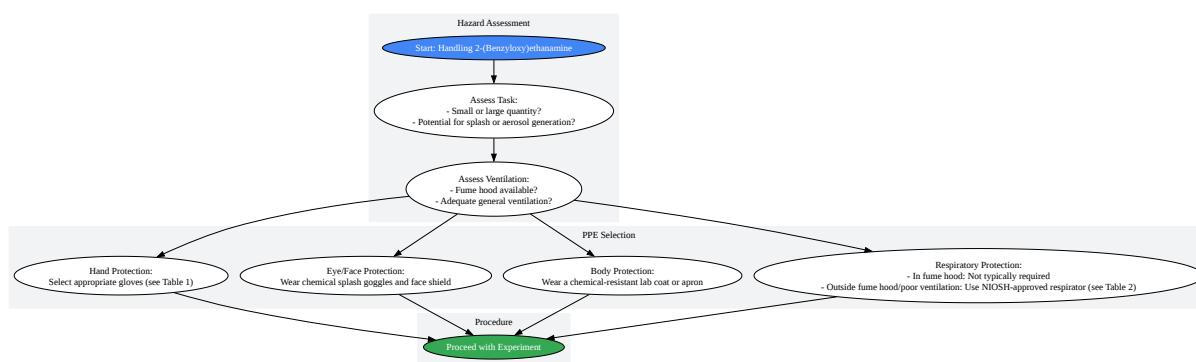 Hazard Assessment
Start: Handling 2-(Benzyloxy)ethanamine
Assess Task:
- Small or large quantity?
- Potential for splash or aerosol generation?
Assess Ventilation:
- Fume hood available?
- Adequate general ventilation?
PPE Selection
Hand Protection:
Select appropriate gloves (see Table 1)
Eye/Face Protection:
Wear chemical splash goggles and face shield
Body Protection:
Wear a chemical-resistant lab coat or apron
Respiratory Protection:
- In fume hood: Not typically required
- Outside fume hood/poor ventilation: Use NIOSH-approved respirator (see Table 2)
Procedure
Proceed with Experiment